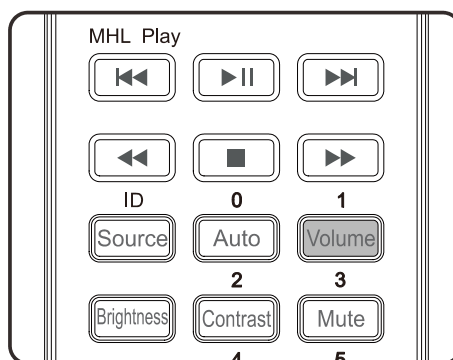 MHL Play
ID 0 1
Source Auto Volume
2 3
Brightness Contrast Mute
4 5